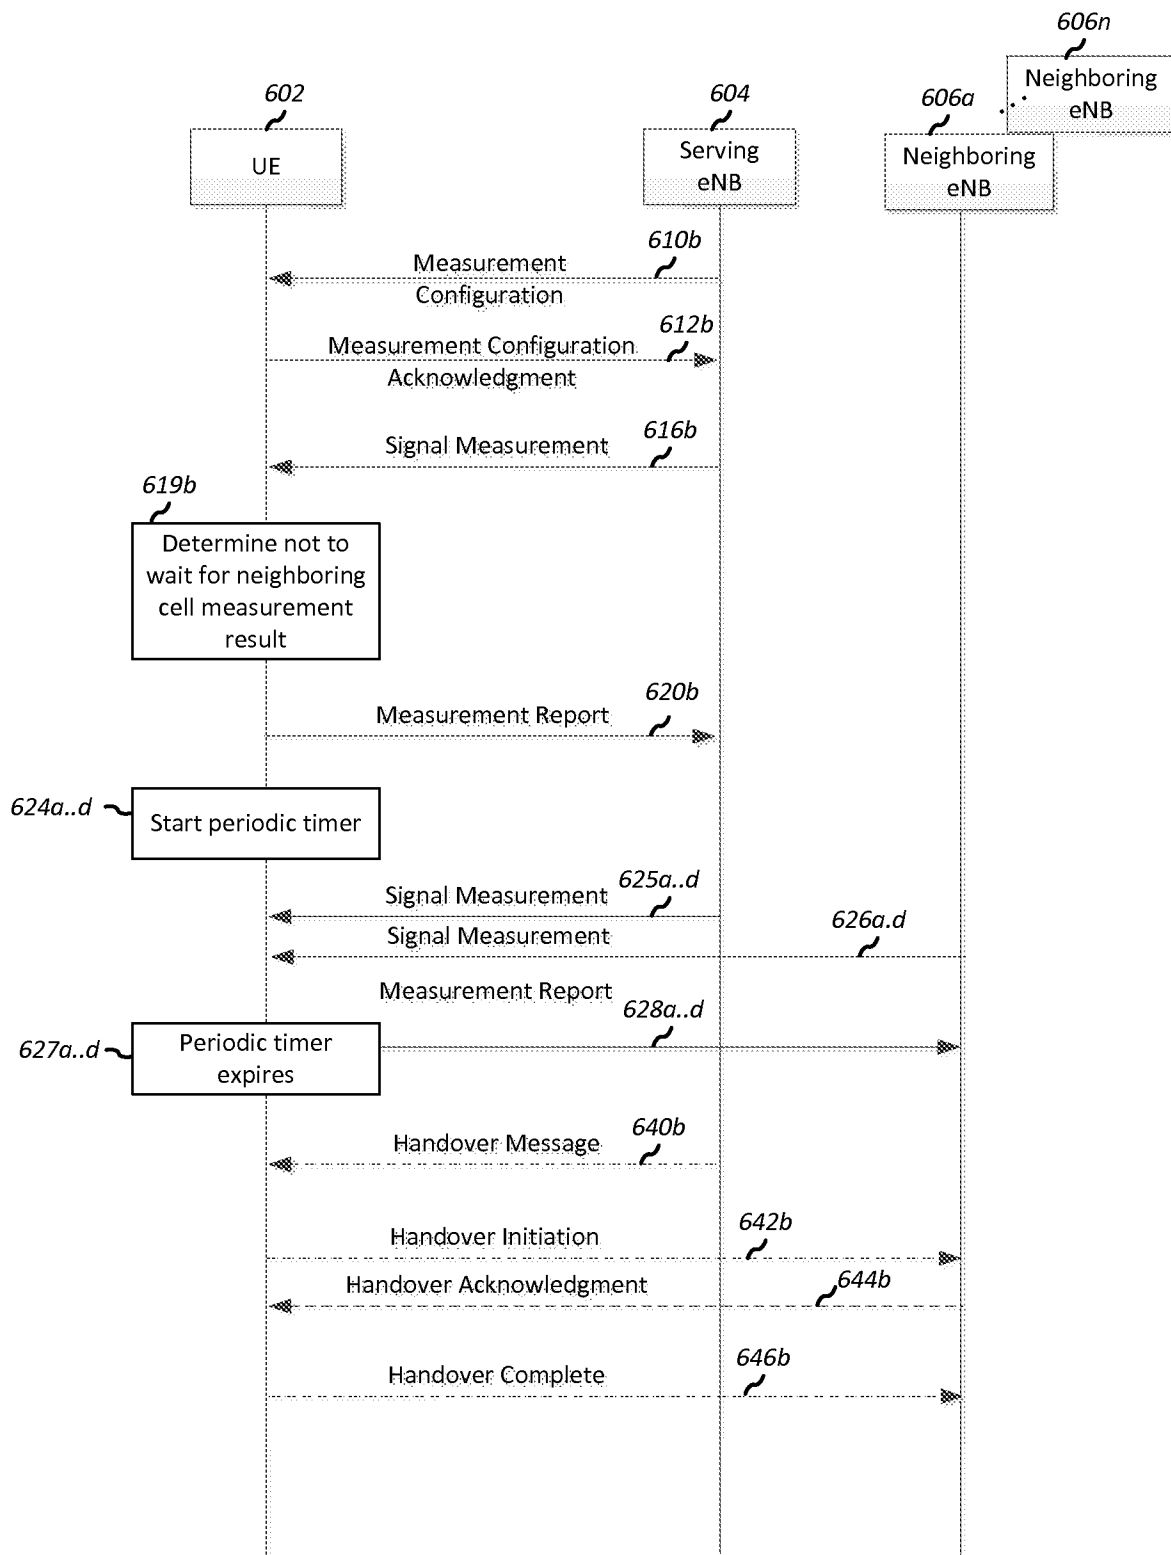 606n
Neighboring
eNB
602
604
606a
UE
Serving
eNB
Neighboring
eNB
610b
Measurement
Configuration
612b
Measurement Configuration
Acknowledgment
Signal Measurement
616b
619b
Determine not to
wait for neighboring
cell measurement
result
620b
Measurement Report
624a..d
Start periodic timer
Signal Measurement
625a..d
Signal Measurement
626a.d
Measurement Report
628a..d
627a..d
Periodic timer
expires
Handover Message
640b
Handover Initiation
642b
Handover Acknowledgment
644b
Handover Complete
646b